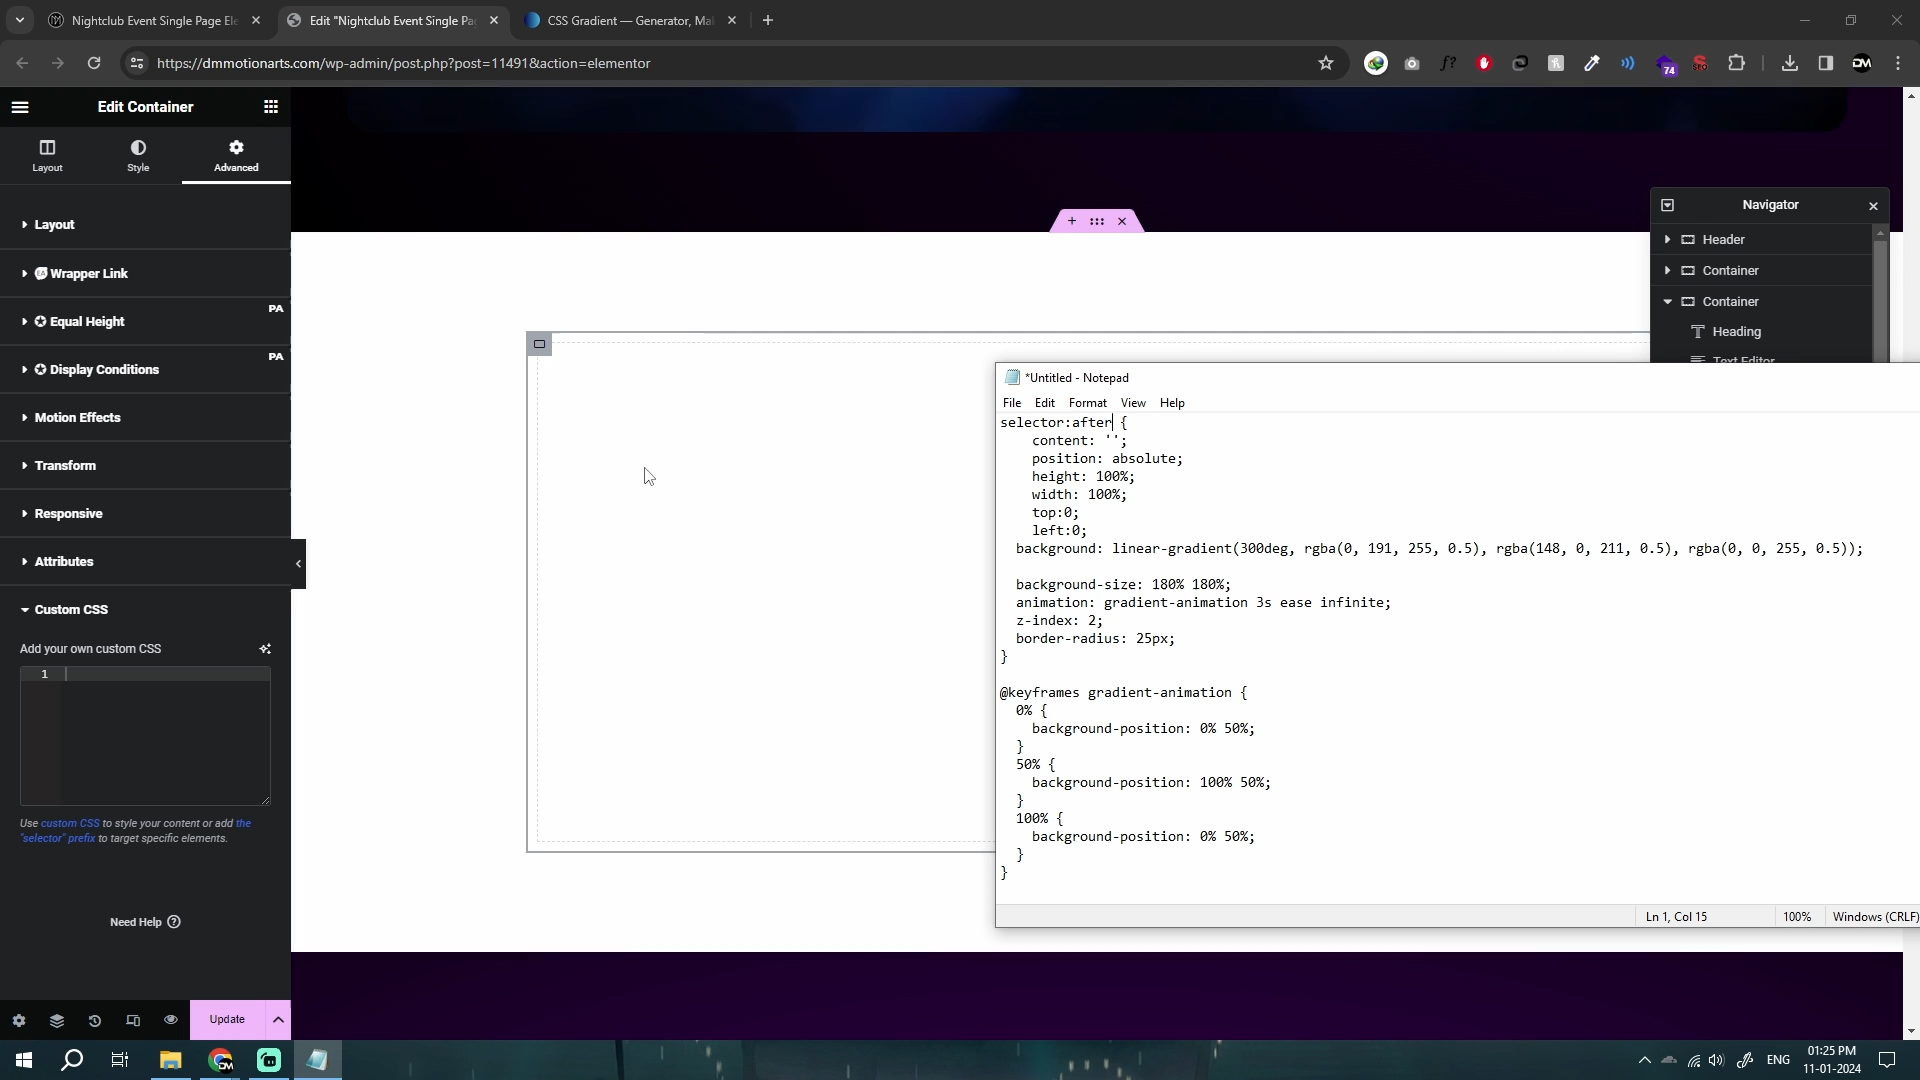 Nightclub Event Single Page Ele
Edit "Nightclub Event Single Pa
CSS Gradient — Generator, Ma
https://dmmotionarts.com/wp-admin/post.php?post=11491&action=elementor
f?
74
SEO
DM
Edit Container
Layout
Style
Advanced
Layout
Wrapper Link
PA
Equal Height
PA
Display Conditions
Motion Effects
Transform
Responsive
Attributes
Custom CSS
Add your own custom CSS
1
Use custom CSS to style your content or add the
"selector" prefix to target specific elements.
Need Help
Update
Navigator
Header
Container
Container
Heading
Text Editor
*Untitled - Notepad
File Edit Format View Help
selector:after {
content: '';
position: absolute;
height: 100%;
width: 100%;
top:0;
left:0;
background: linear-gradient(300deg, rgba(0, 191, 255, 0.5), rgba(148, 0, 211, 0.5), rgba(0, 0, 255, 0.5));
background-size: 180% 180%;
animation: gradient-animation 3s ease infinite;
z-index: 2;
border-radius: 25px;
}
@keyframes gradient-animation {
0% {
background-position: 0% 50%;
}
50% {
background-position: 100% 50%;
}
100% {
background-position: 0% 50%;
}
}
Ln 1, Col 15
100%
Windows (CRLF)
ENG
01:25 PM
11-01-2024